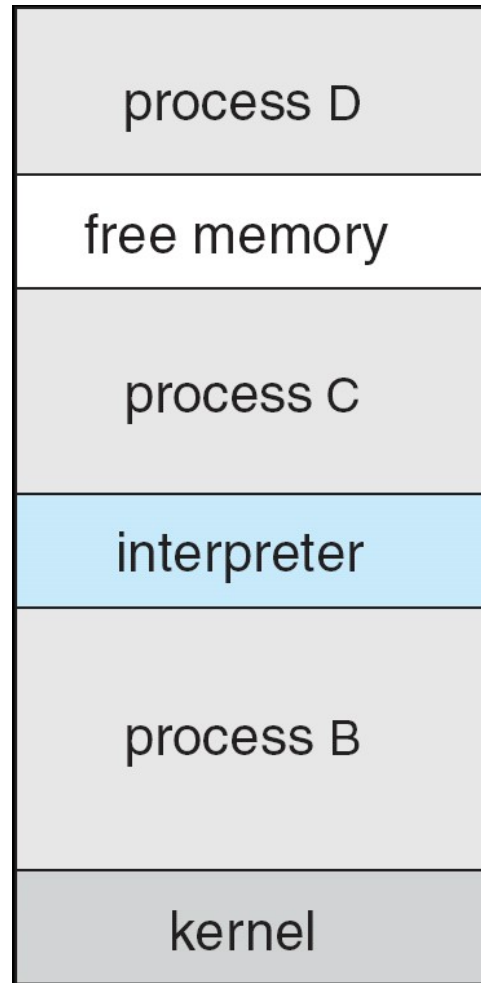 process D
free memory
process C
interpreter
process B
kernel